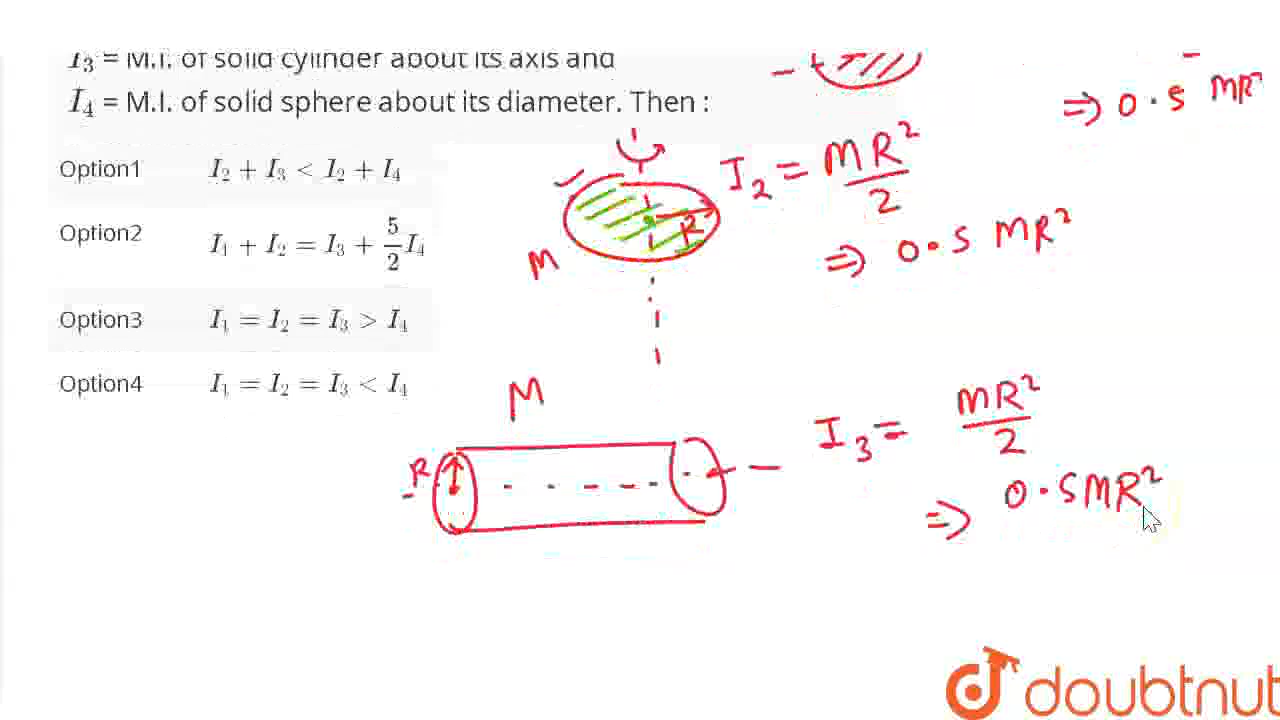 I₃ = M.I. of solid cylinder about its axis and
I₄ = M.I. of solid sphere about its diameter. Then :
⇒ 0.5 MR²
Option1 I₂ + I₃ < I₂ + I₄
I₂ = MR²/2
R
M
⇒ 0.5 MR²
Option2 I₁ + I₂ = I₃ + 5/2 I₄
Option3 I₁ = I₂ = I₃ > I₄
Option4 I₁ = I₂ = I₃ < I₄
M
R
I₃ = MR²/2
⇒ 0.5MR²
doubtnut